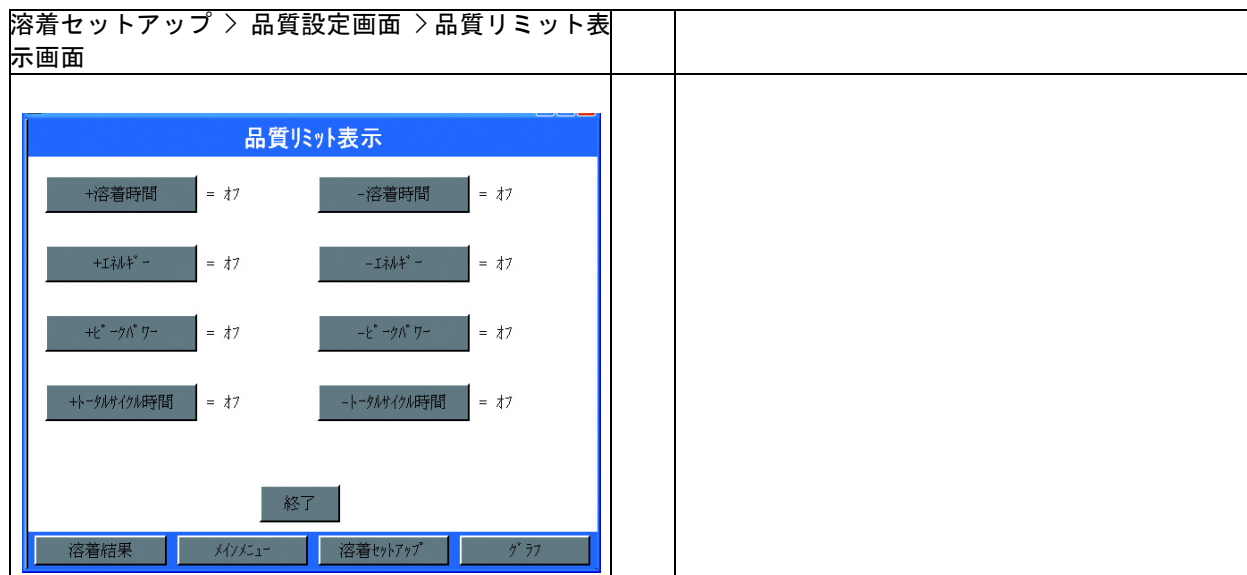 溶着セットアップ > 品質設定画面 >品質リミット表
示画面
品質ﾘﾐｯﾄ表示
+溶着時間 = ｵﾌ -溶着時間 = ｵﾌ
+ｴﾈﾙｷﾞｰ = ｵﾌ -ｴﾈﾙｷﾞｰ = ｵﾌ
+ﾋﾟｰｸﾊﾟﾜｰ = ｵﾌ -ﾋﾟｰｸﾊﾟﾜｰ = ｵﾌ
+ﾄｰﾀﾙｻｲｸﾙ時間 = ｵﾌ -ﾄｰﾀﾙｻｲｸﾙ時間 = ｵﾌ
終了
溶着結果 ﾒｲﾝﾒﾆｭｰ 溶着ｾｯﾄｱｯﾌﾟ ｸﾞﾗﾌ